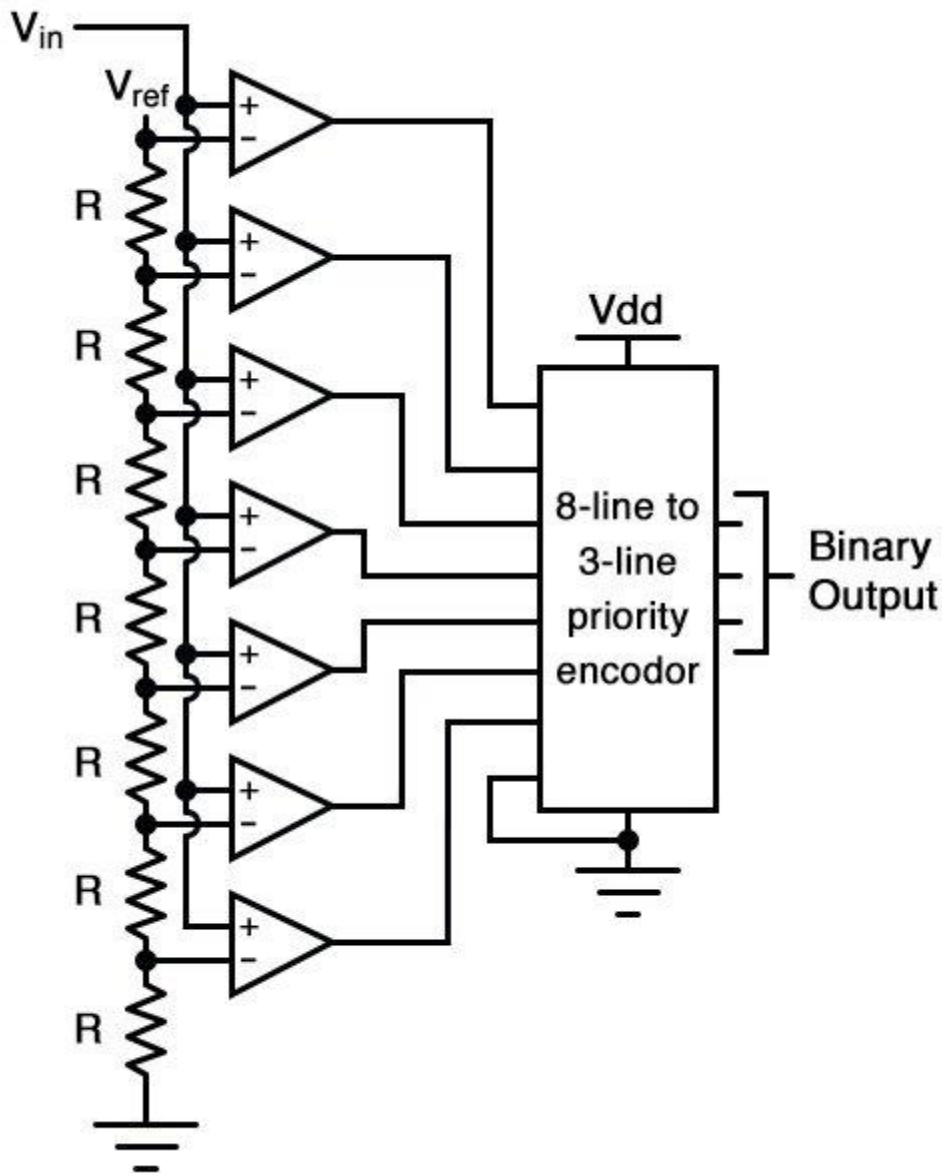 Vin
Vref
+
−
R
+
−
R
+
−
R
+
−
R
+
−
R
+
−
R
+
−
R
Vdd
8-line to
3-line
priority
encodor
Binary
Output